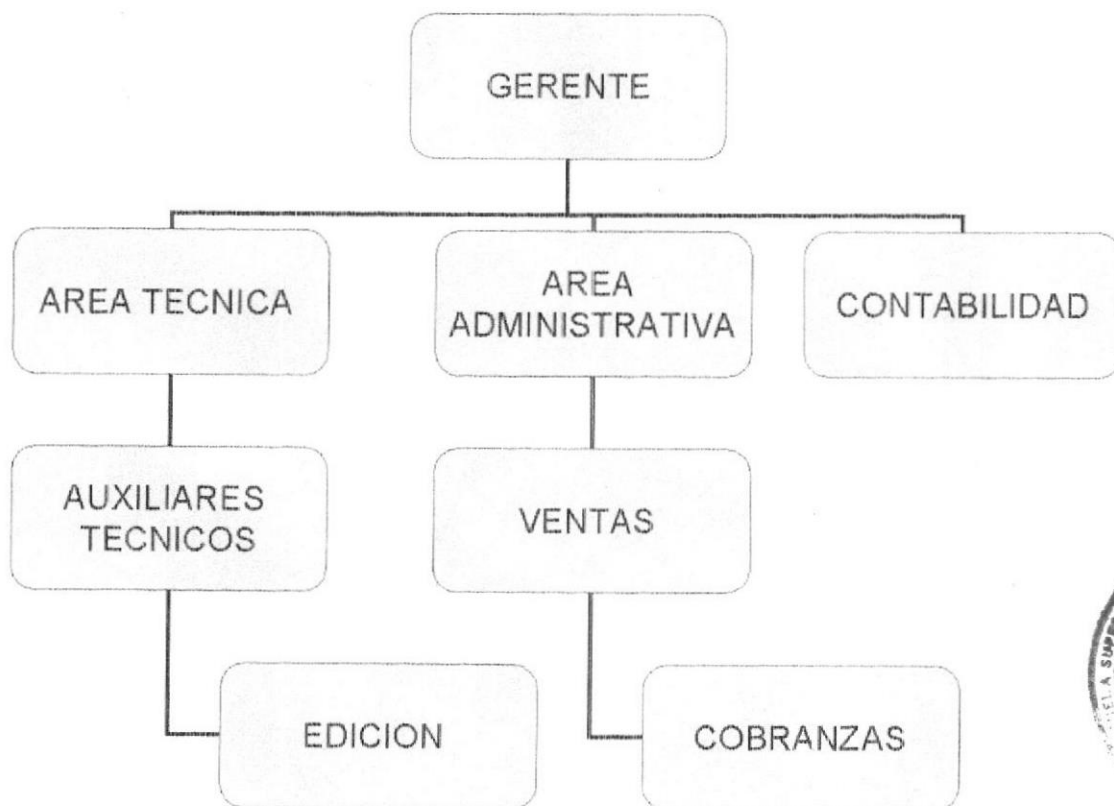 GERENTE
AREA TECNICA
AREA
ADMINISTRATIVA
CONTABILIDAD
AUXILIARES
TECNICOS
VENTAS
EDICION
COBRANZAS